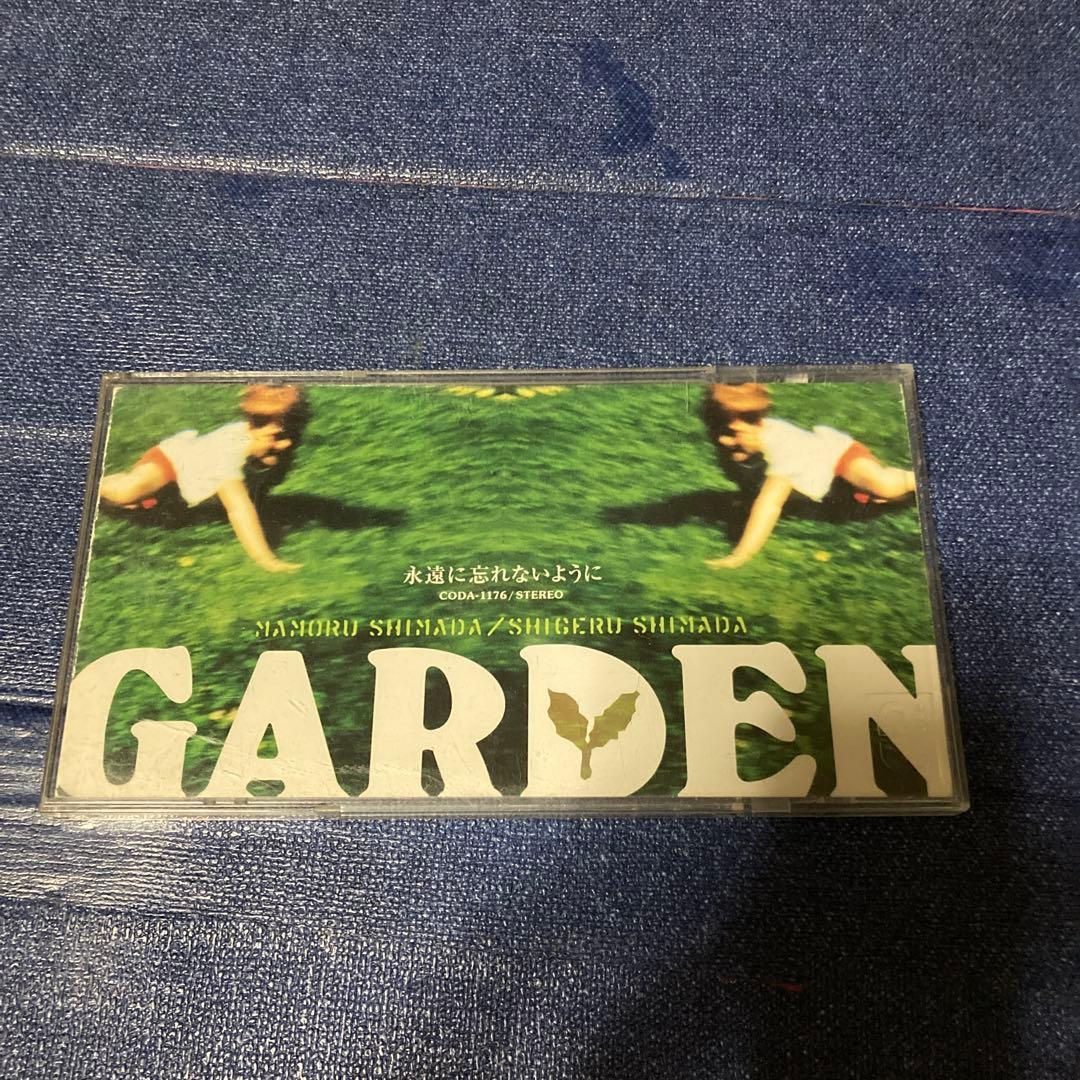 永遠に忘れないように
CODA-1176/STEREO
MAMORU SHIMADA/SHIGERU SHIMADA
GARDEN